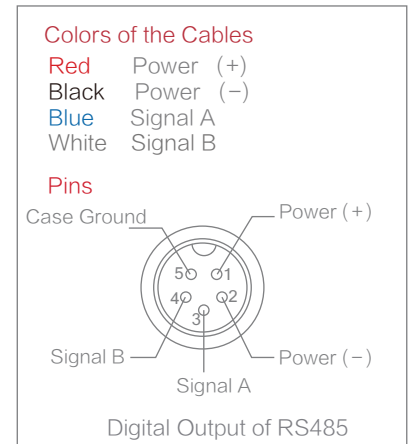 Colors of the Cables
Red Power (+)
Black Power (−)
Blue Signal A
White Signal B
Pins
Case Ground Power (+)
5 1
4 2
3
Signal B Power (−)
Signal A
Digital Output of RS485